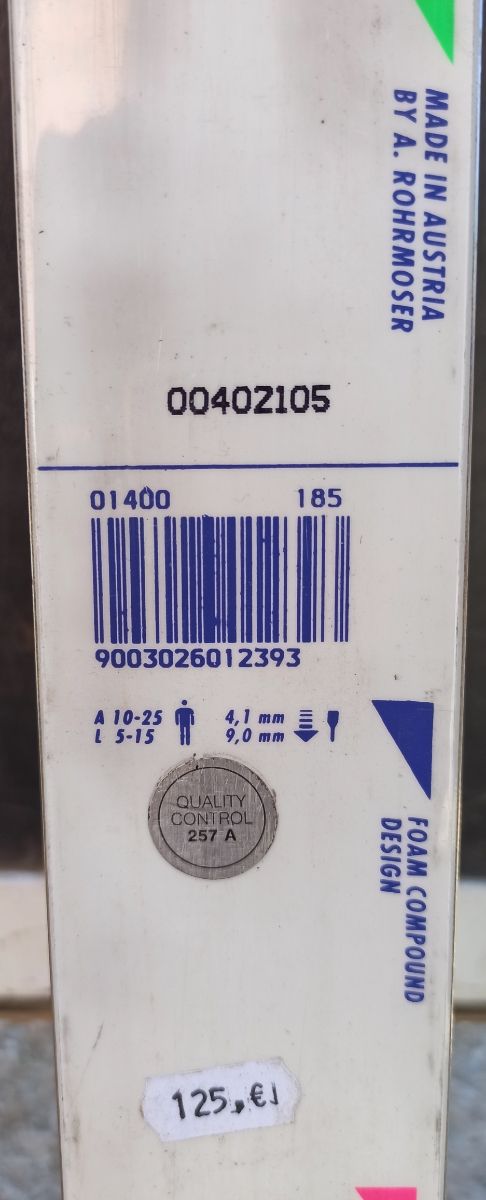 MADE IN AUSTRIA
BY A. ROHRMOSER
00402105
01400 185
9003026012393
A 10-25 4,1 mm
L 5-15 9,0 mm
QUALITY
CONTROL
257 A
FOAM COMPOUND
DESIGN
125,€